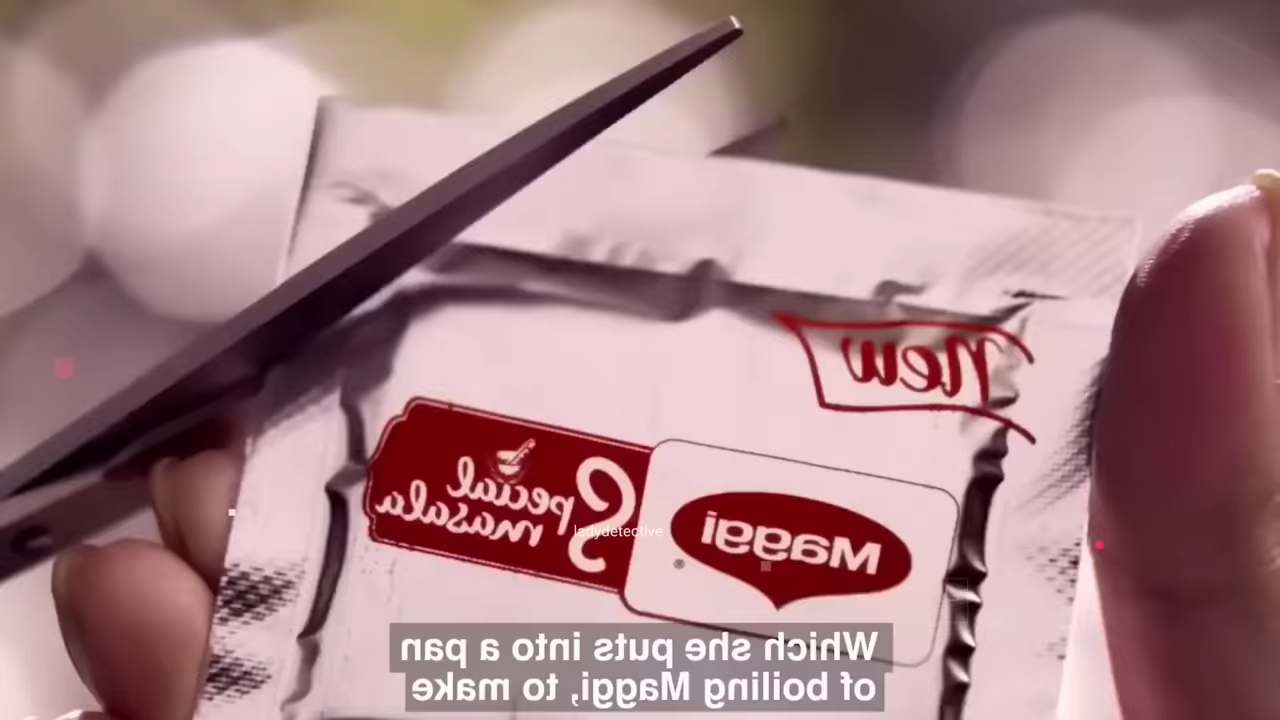 New
Maggi
Special
masala
ladydetective
Which she puts into a pan
of boiling Maggi, to make